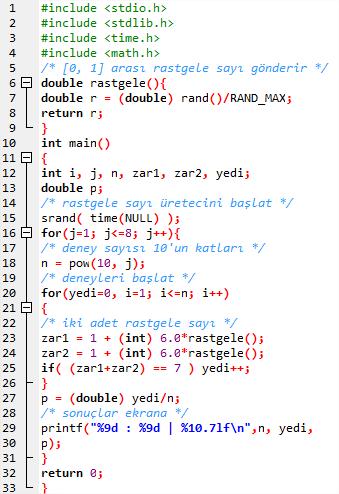 1 #include <stdio.h>
2 #include <stdlib.h>
3 #include <time.h>
4 #include <math.h>
5 /* [0, 1] arası rastgele sayı gönderir */
6 double rastgele(){
7 double r = (double) rand()/RAND_MAX;
8 return r;
9 }
10 int main()
11 {
12 int i, j, n, zar1, zar2, yedi;
13 double p;
14 /* rastgele sayı üretecini başlat */
15 srand( time(NULL) );
16 for(j=1; j<=8; j++){
17 /* deney sayısı 10'un katları */
18 n = pow(10, j);
19 /* deneyleri başlat */
20 for(yedi=0, i=1; i<=n; i++)
21 {
22 /* iki adet rastgele sayı */
23 zar1 = 1 + (int) 6.0*rastgele();
24 zar2 = 1 + (int) 6.0*rastgele();
25 if( (zar1+zar2) == 7 ) yedi++;
26 }
27 p = (double) yedi/n;
28 /* sonuçlar ekrana */
29 printf("%9d : %9d | %10.7lf\n",n, yedi,
30 p);
31 }
32 return 0;
33 }